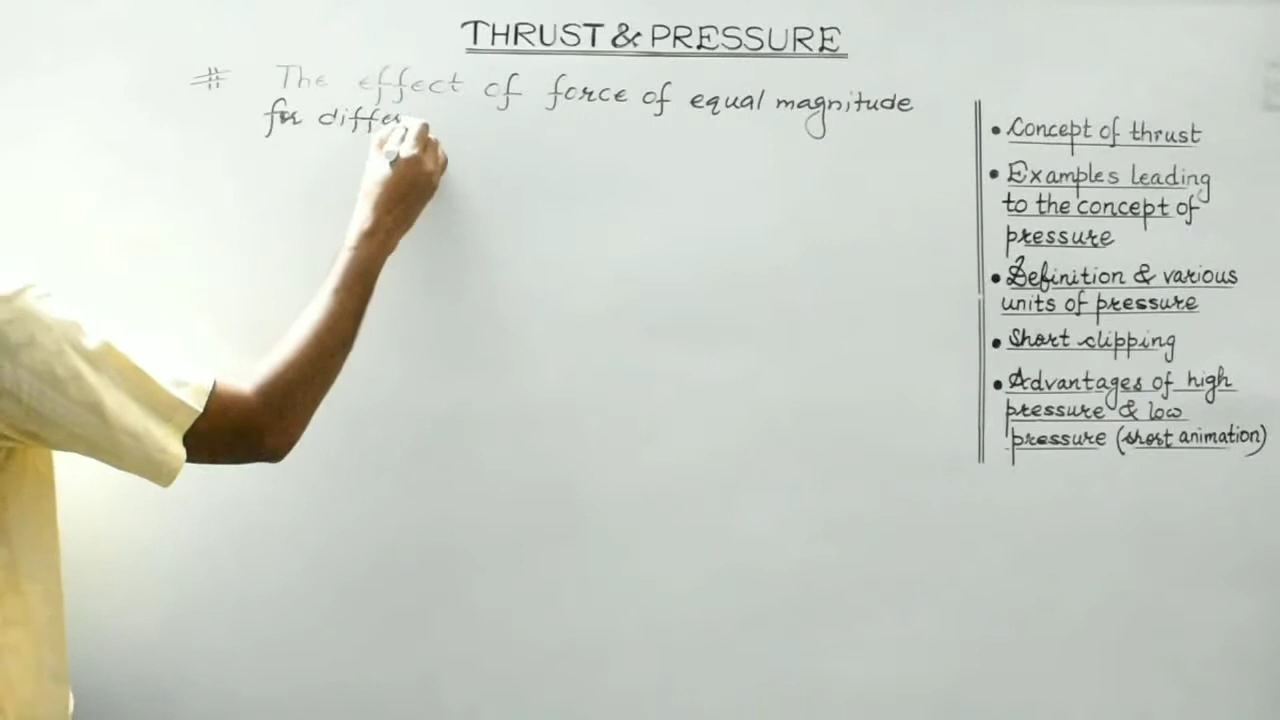 THRUST & PRESSURE
# The effect of force of equal magnitude
for differ
• Concept of thrust
• Examples leading
to the concept of
pressure
• Definition & various
units of pressure
• Short clipping
• Advantages of high
pressure & low
pressure (short animation)